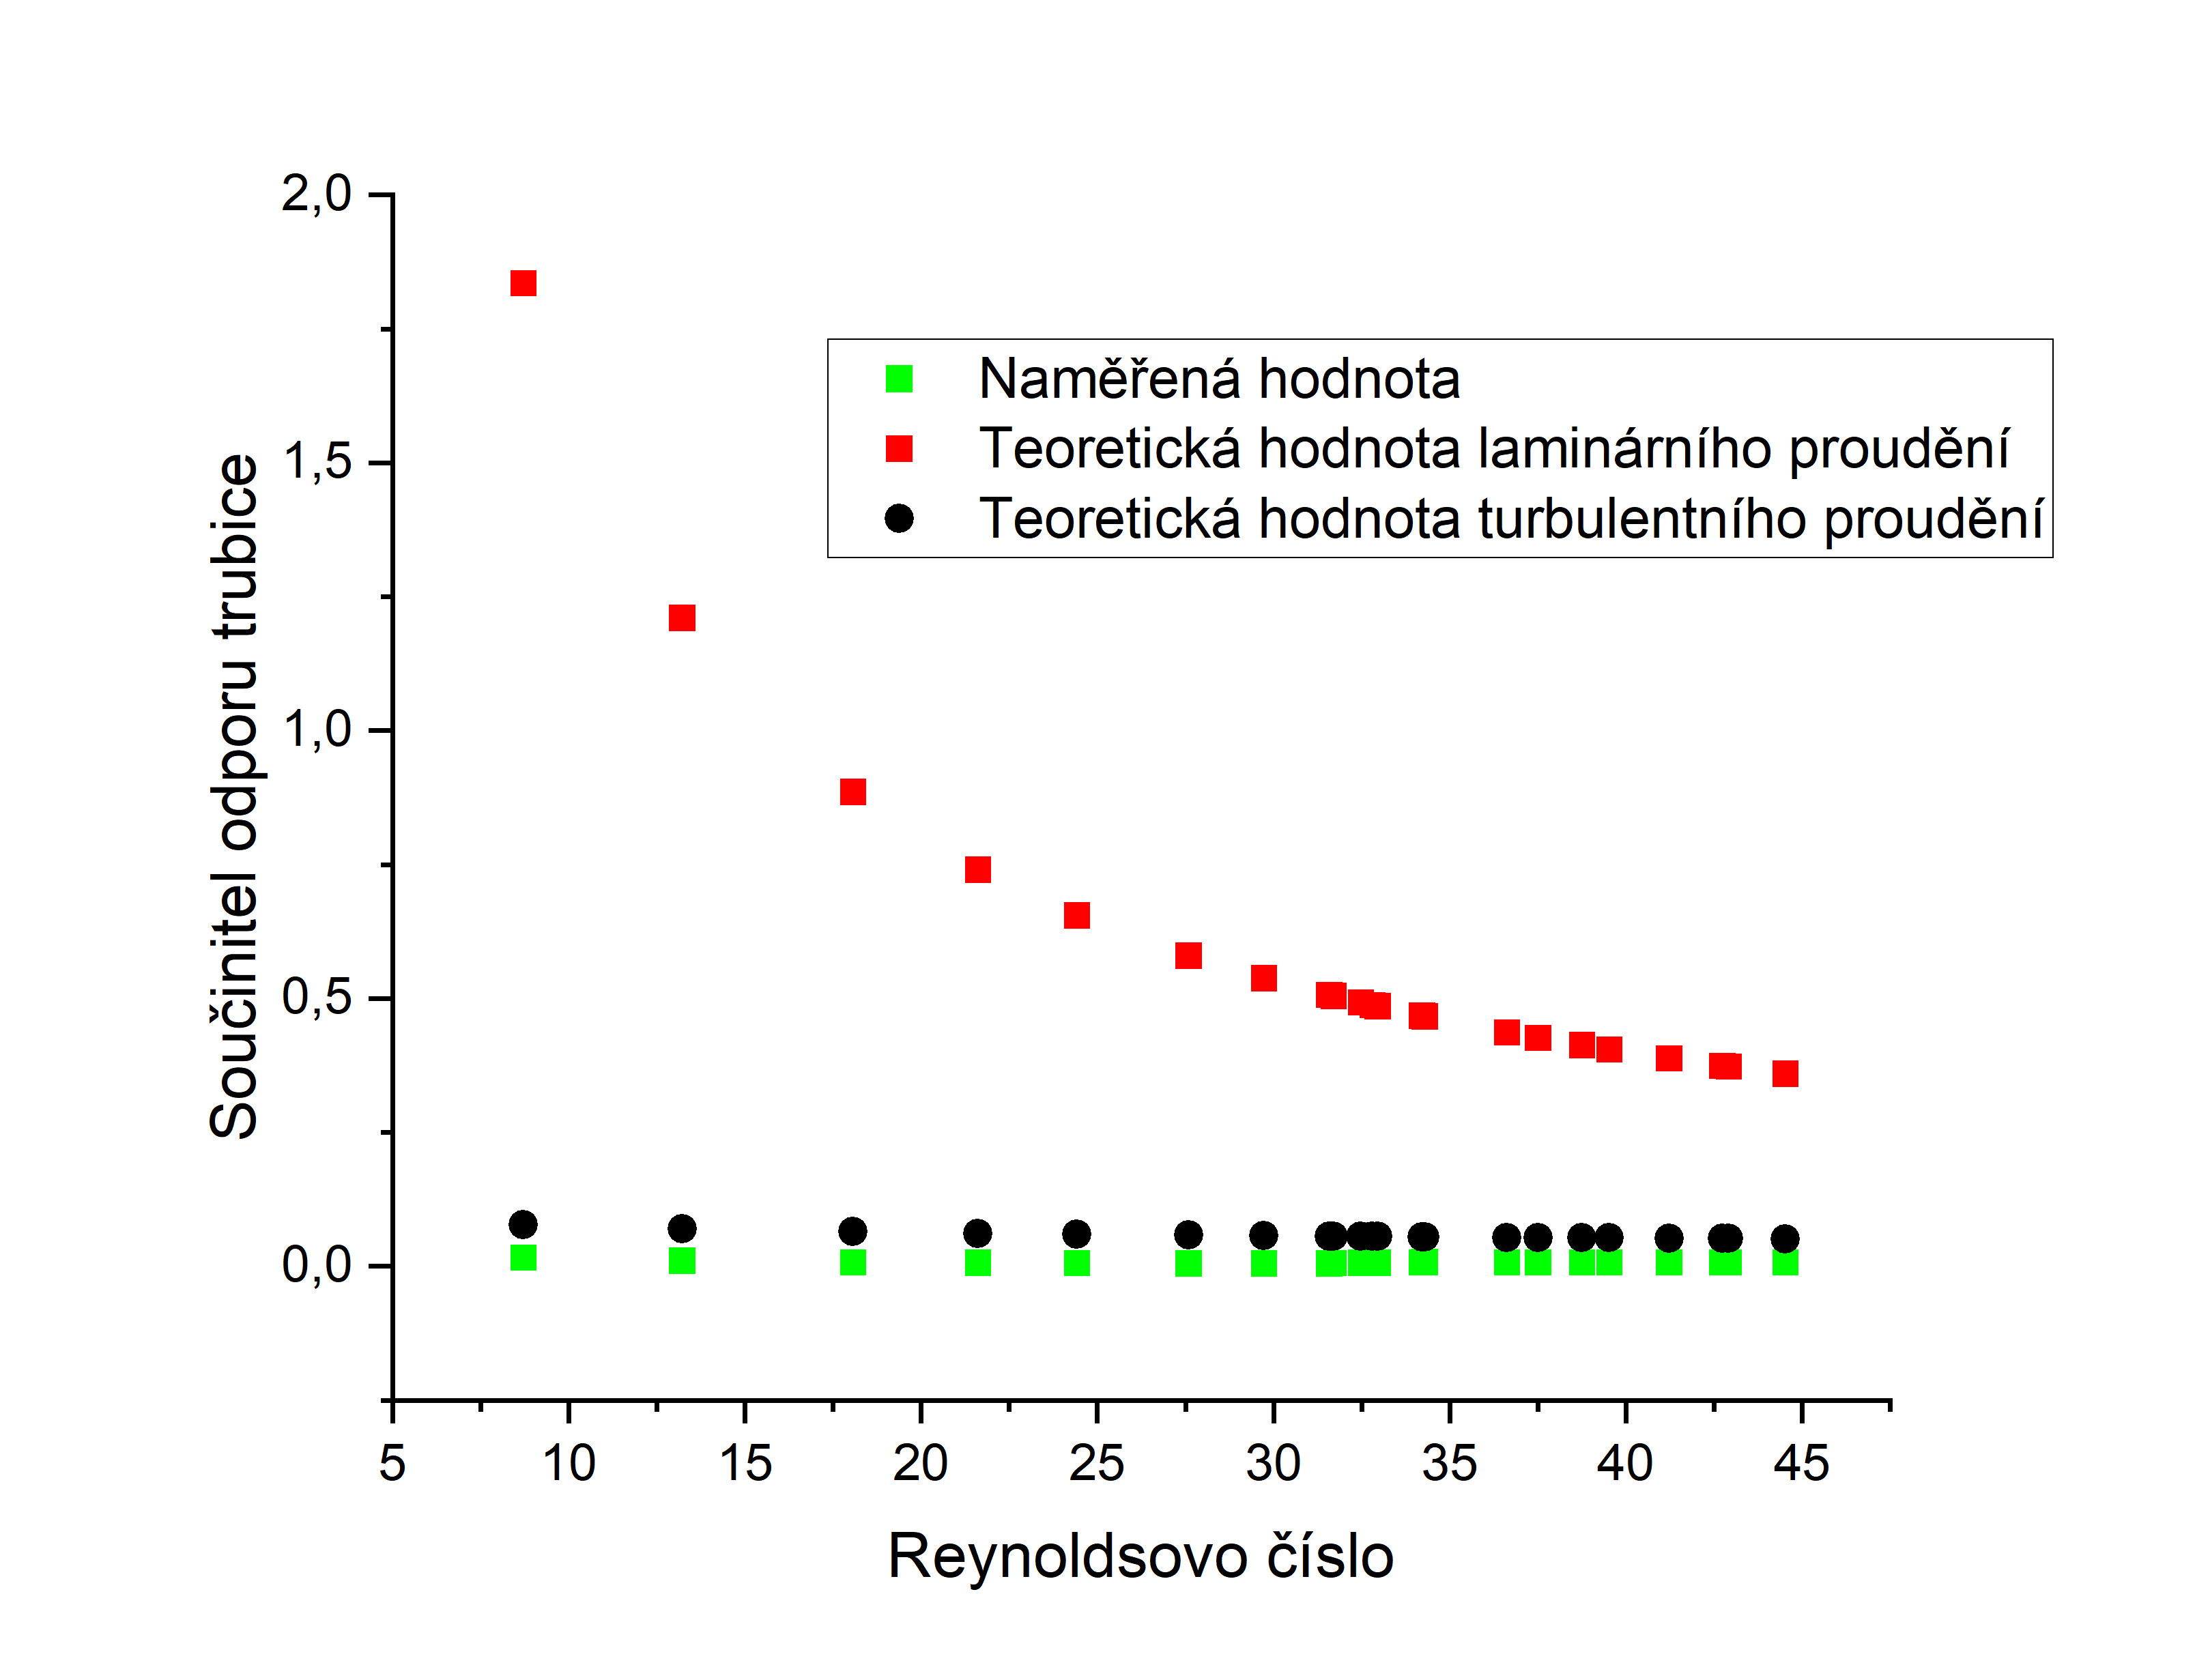 2,0
1,5
1,0
0,5
0,0
Součinitel odporu trubice
Naměřená hodnota
Teoretická hodnota laminárního proudění
Teoretická hodnota turbulentního proudění
5 10 15 20 25 30 35 40 45
Reynoldsovo číslo